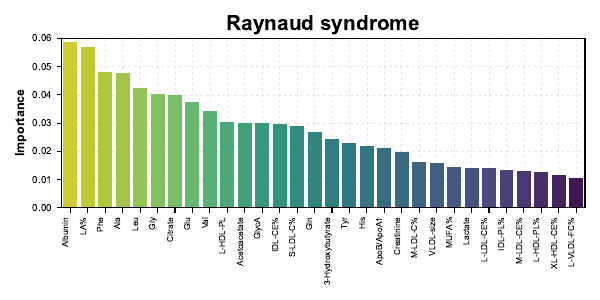 Raynaud syndrome
Importance
0.06
0.05
0.04
0.03
0.02
0.01
0.00
Albumin
LA%
Phe
Ala
Leu
Gly
Citrate
Glu
Val
L-HDL-PL
Acetoacetate
GlycA
IDL-CE%
S-LDL-C%
Gln
3-Hydroxybutyrate
Tyr
His
ApoB/ApoA1
Creatinine
M-LDL-C%
VLDL-size
MUFA%
Lactate
L-LDL-CE%
IDL-PL%
M-LDL-CE%
L-HDL-PL%
XL-HDL-CE%
L-VLDL-FC%